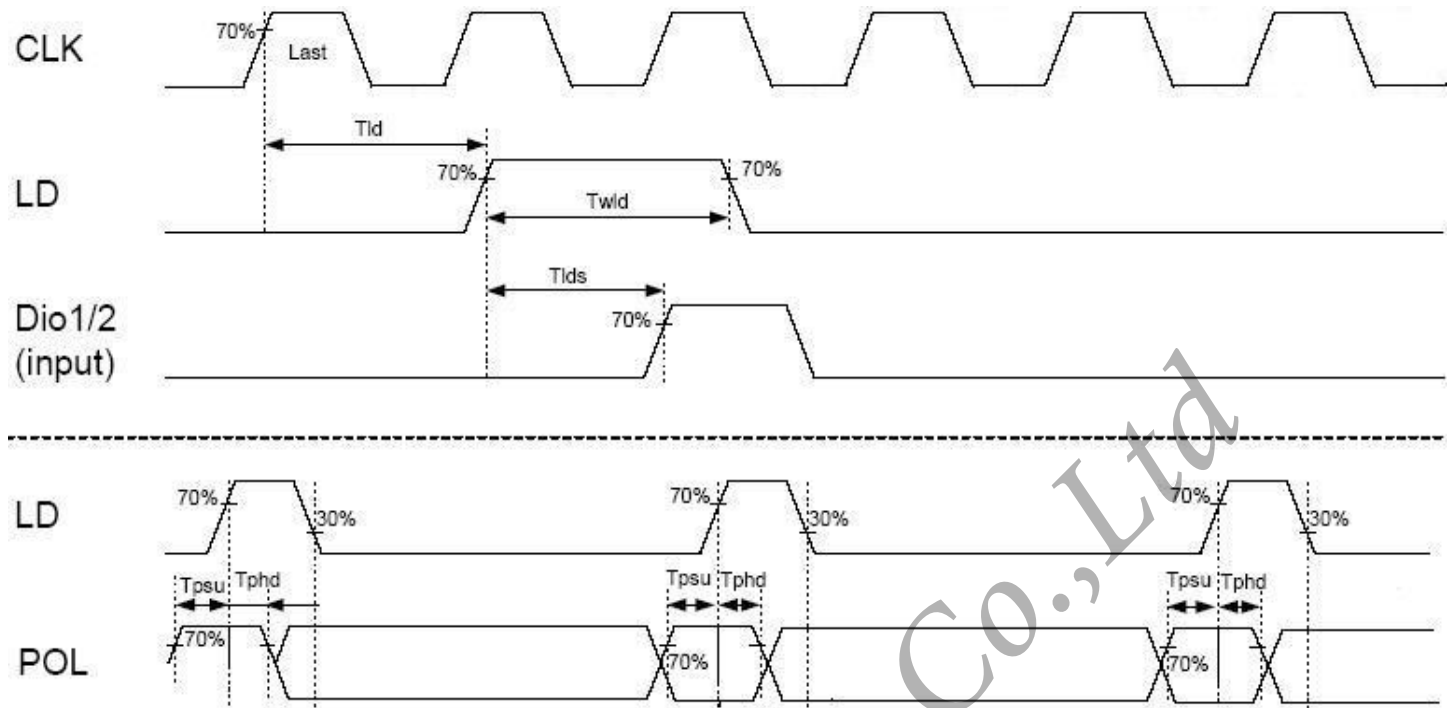 CLK
70%
Last
Tld
LD
70%
70%
Twld
Tlds
Dio1/2
(input)
70%
LD
70%
30%
70%
30%
70%
30%
Tpsu
Tphd
Tpsu
Tphd
Tpsu
Tphd
POL
70%
70%
70%
Co.,Ltd